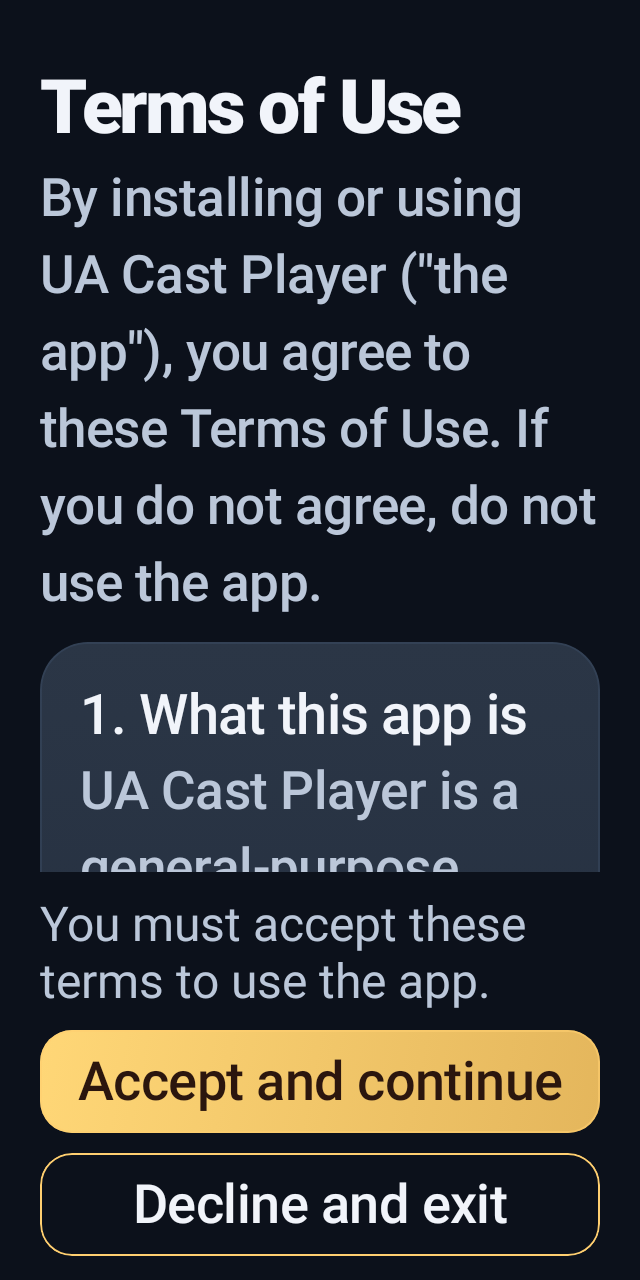 Terms of Use
By installing or using
UA Cast Player ("the
app"), you agree to
these Terms of Use. If
you do not agree, do not
use the app.
1. What this app is
UA Cast Player is a
general-purpose
You must accept these
terms to use the app.
Accept and continue
Decline and exit